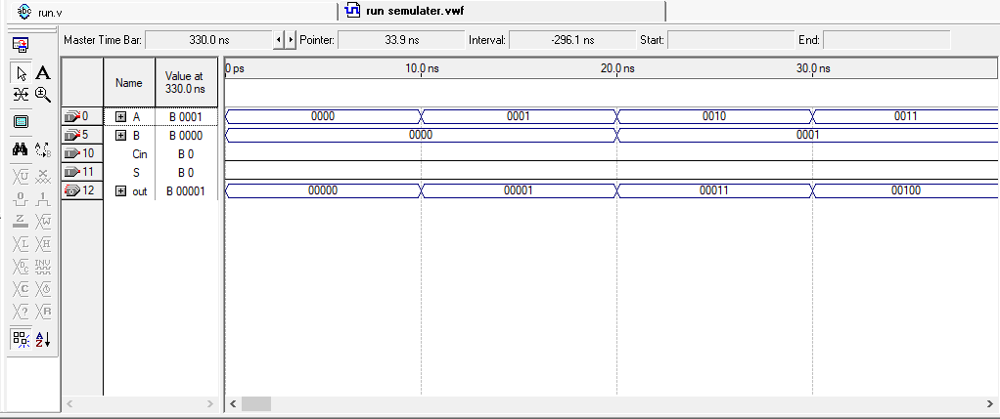 abc run.v run semulater.vwf
Master Time Bar: 330.0 ns Pointer: 33.9 ns Interval: -296.1 ns Start: End:
Name Value at 330.0 ns 0 ps 10.0 ns 20.0 ns 30.0 ns
0 A B 0001 0000 0001 0010 0011
5 B B 0000 0000 0001
10 Cin B 0
11 S B 0
12 out B 00001 00000 00001 00011 00100